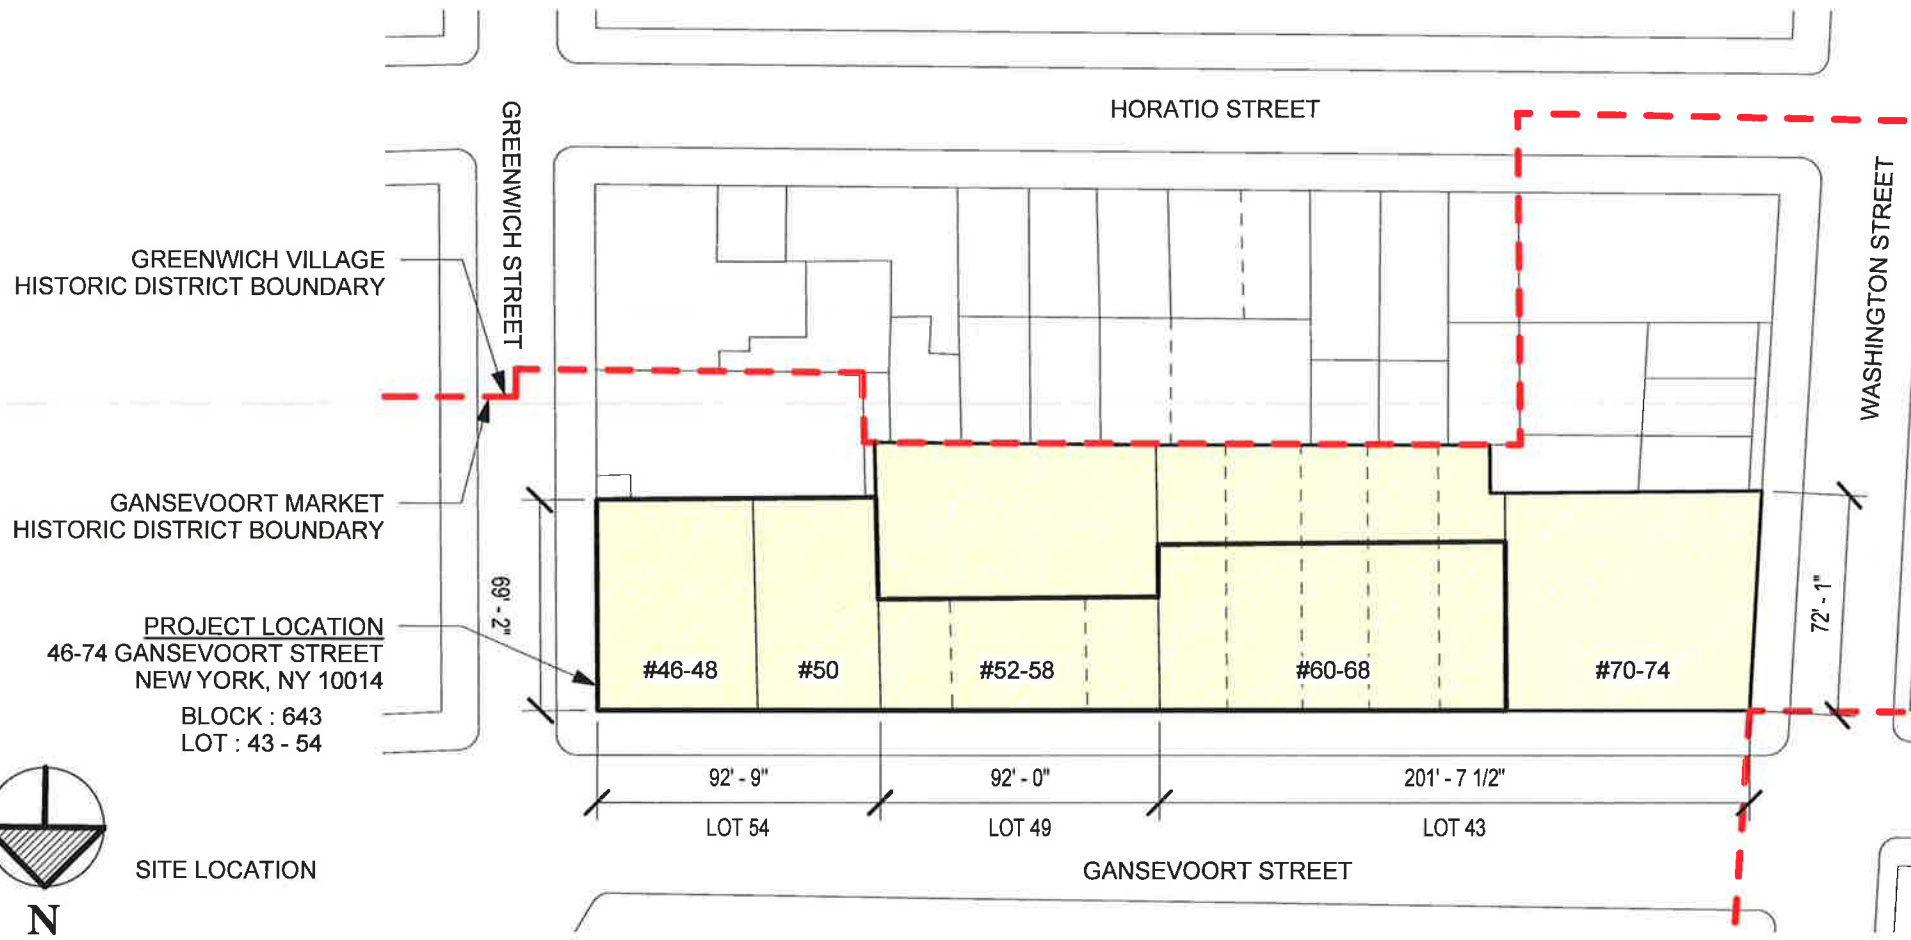 HORATIO STREET
GREENWICH STREET
WASHINGTON STREET
GREENWICH VILLAGE
HISTORIC DISTRICT BOUNDARY
GANSEVOORT MARKET
HISTORIC DISTRICT BOUNDARY
69' - 2"
72' - 1"
PROJECT LOCATION
46-74 GANSEVOORT STREET
NEW YORK, NY 10014
BLOCK : 643
LOT : 43 - 54
#46-48
#50
#52-58
#60-68
#70-74
92' - 9"
92' - 0"
201' - 7 1/2"
LOT 54
LOT 49
LOT 43
SITE LOCATION
GANSEVOORT STREET
N